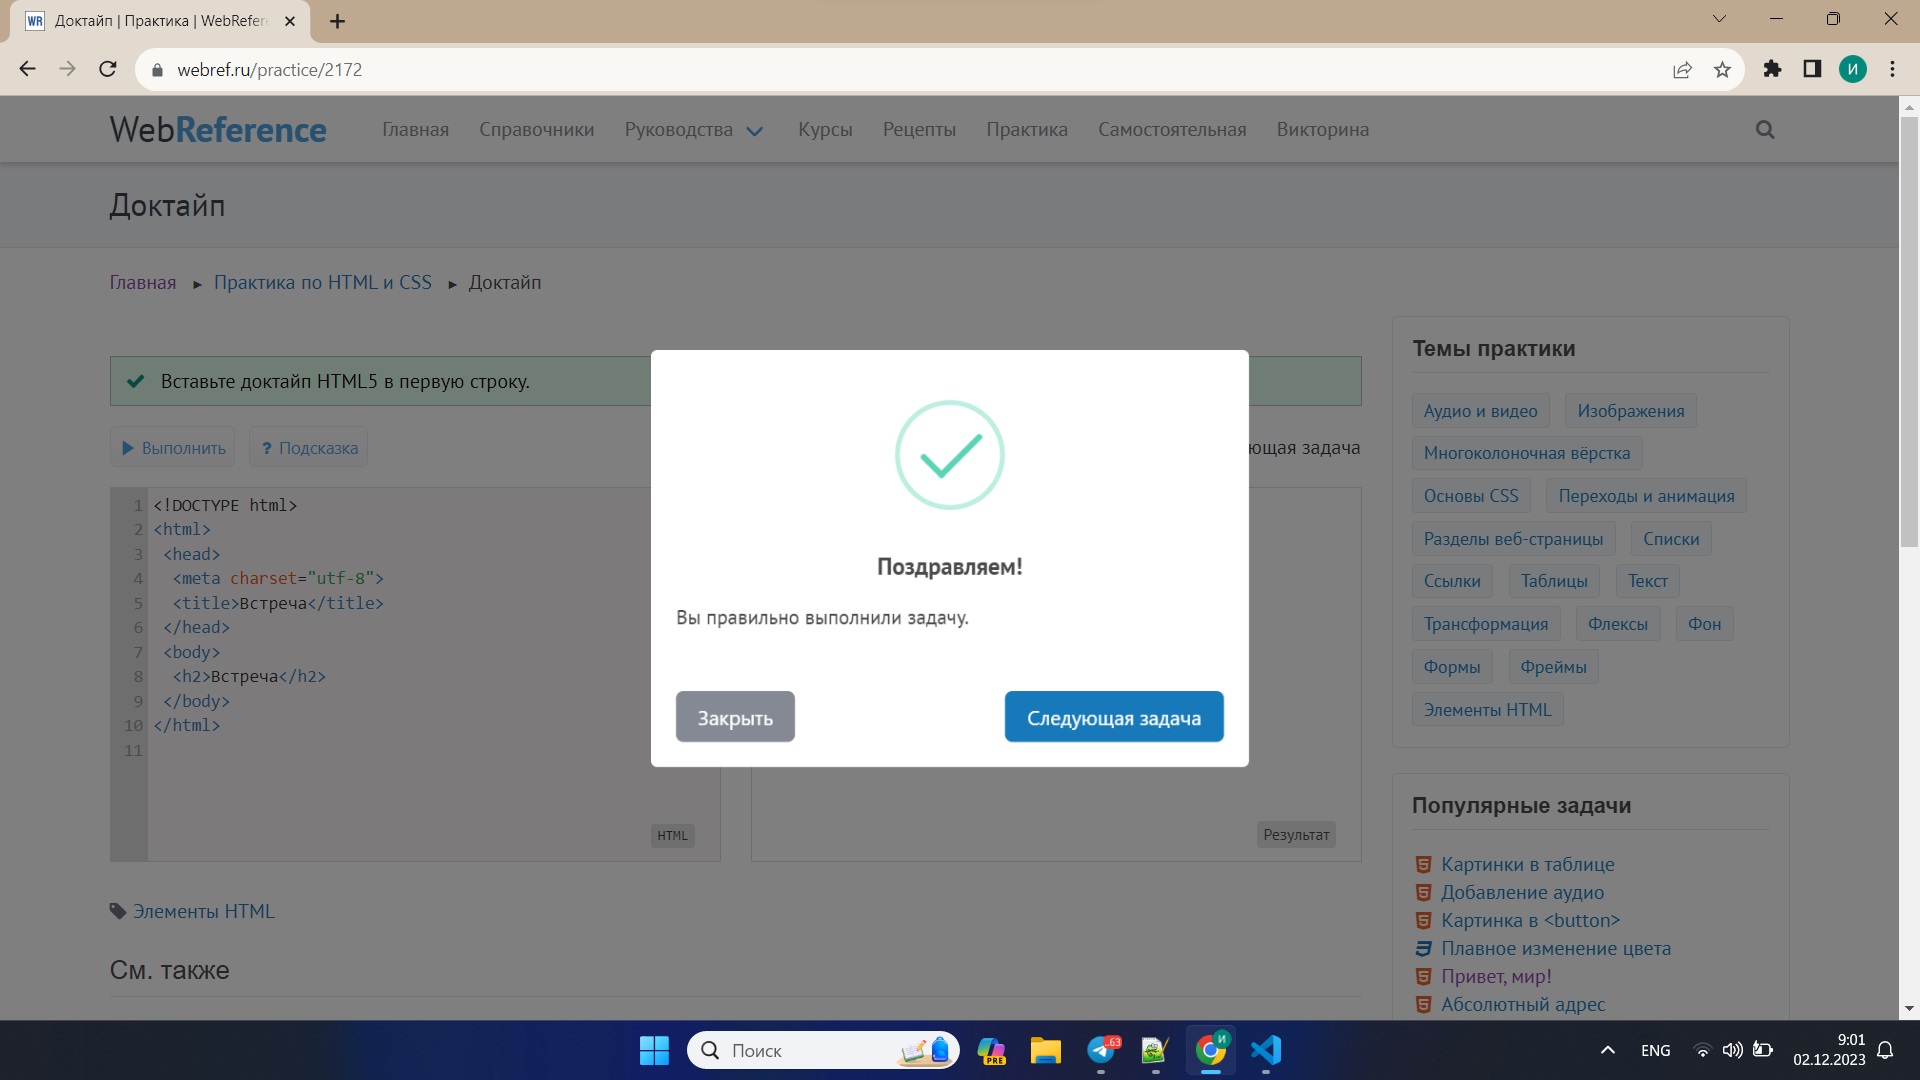 Доктайп | Практика | WebRefere
webref.ru/practice/2172
И
WebReference
Главная Справочники Руководства Курсы Рецепты Практика Самостоятельная Викторина
Доктайп
Главная ▸ Практика по HTML и CSS ▸ Доктайп
Вставьте доктайп HTML5 в первую строку.
Выполнить
? Подсказка
ющая задача
1 <!DOCTYPE html>
2 <html>
3 <head>
4 <meta charset="utf-8">
5 <title>Встреча</title>
6 </head>
7 <body>
8 <h2>Встреча</h2>
9 </body>
10 </html>
11
HTML
Результат
Поздравляем!
Вы правильно выполнили задачу.
Закрыть
Следующая задача
Элементы HTML
См. также
Темы практики
Аудио и видео Изображения
Многоколоночная вёрстка
Основы CSS Переходы и анимация
Разделы веб-страницы Списки
Ссылки Таблицы Текст
Трансформация Флексы Фон
Формы Фреймы
Элементы HTML
Популярные задачи
Картинки в таблице
Добавление аудио
Картинка в <button>
Плавное изменение цвета
Привет, мир!
Абсолютный адрес
Поиск
PRE
63
И
ENG
9:01
02.12.2023